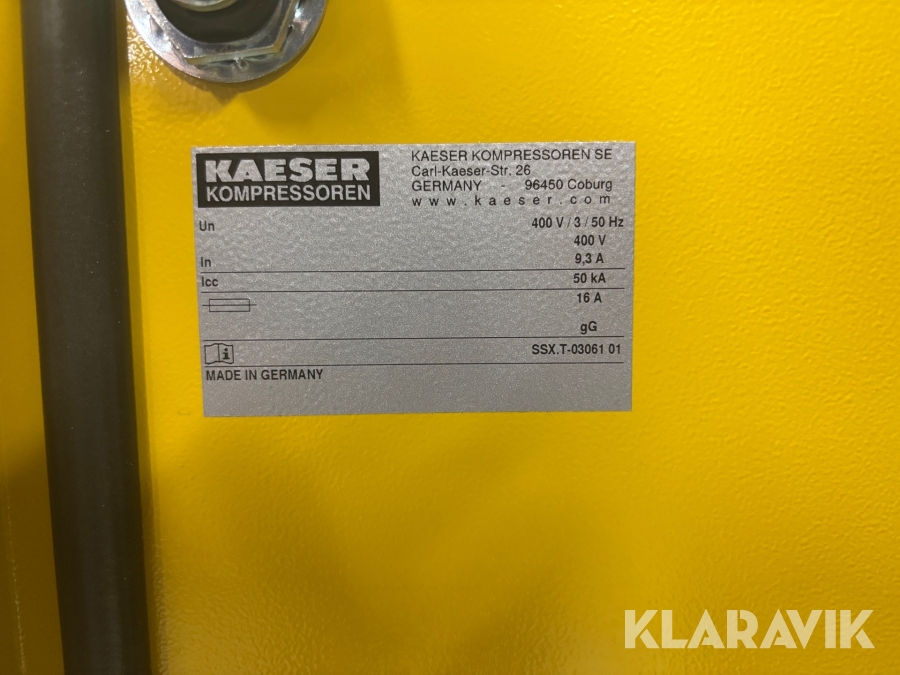 KAESER
KOMPRESSOREN
KAESER KOMPRESSOREN SE
Carl-Kaeser-Str. 26
GERMANY - 96450 Coburg
www.kaeser.com
Un 400 V / 3 / 50 Hz
400 V
In 9,3 A
Icc 50 kA
16 A
gG
SSX.T-03061 01
MADE IN GERMANY
KLARAVIK